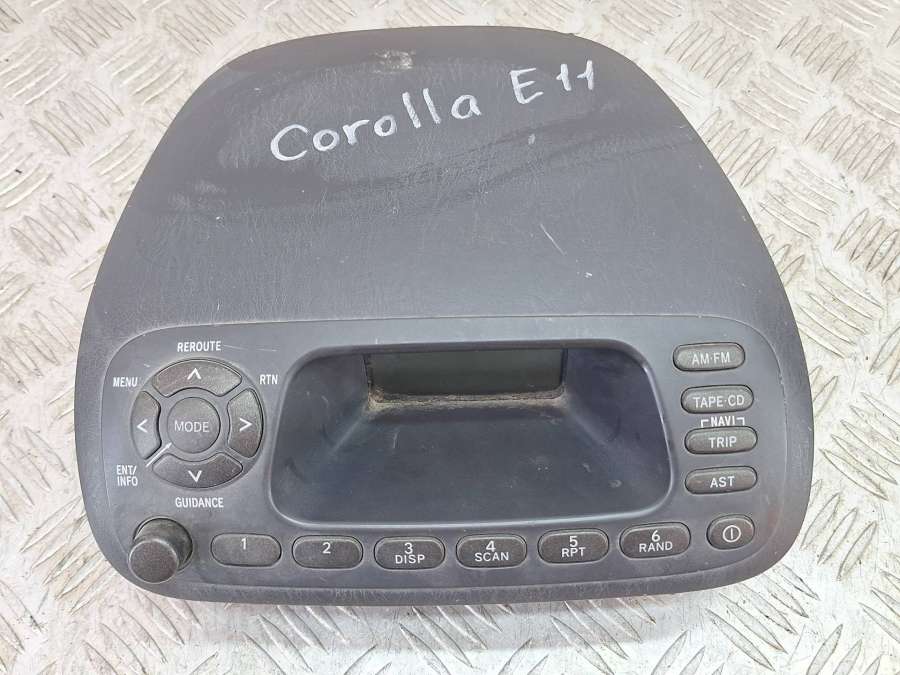 Corolla E11
REROUTE
MENU
RTN
MODE
ENT/
INFO
GUIDANCE
AM·FM
TAPE·CD
NAVI
TRIP
AST
1
2
3
DISP
4
SCAN
5
RPT
6
RAND